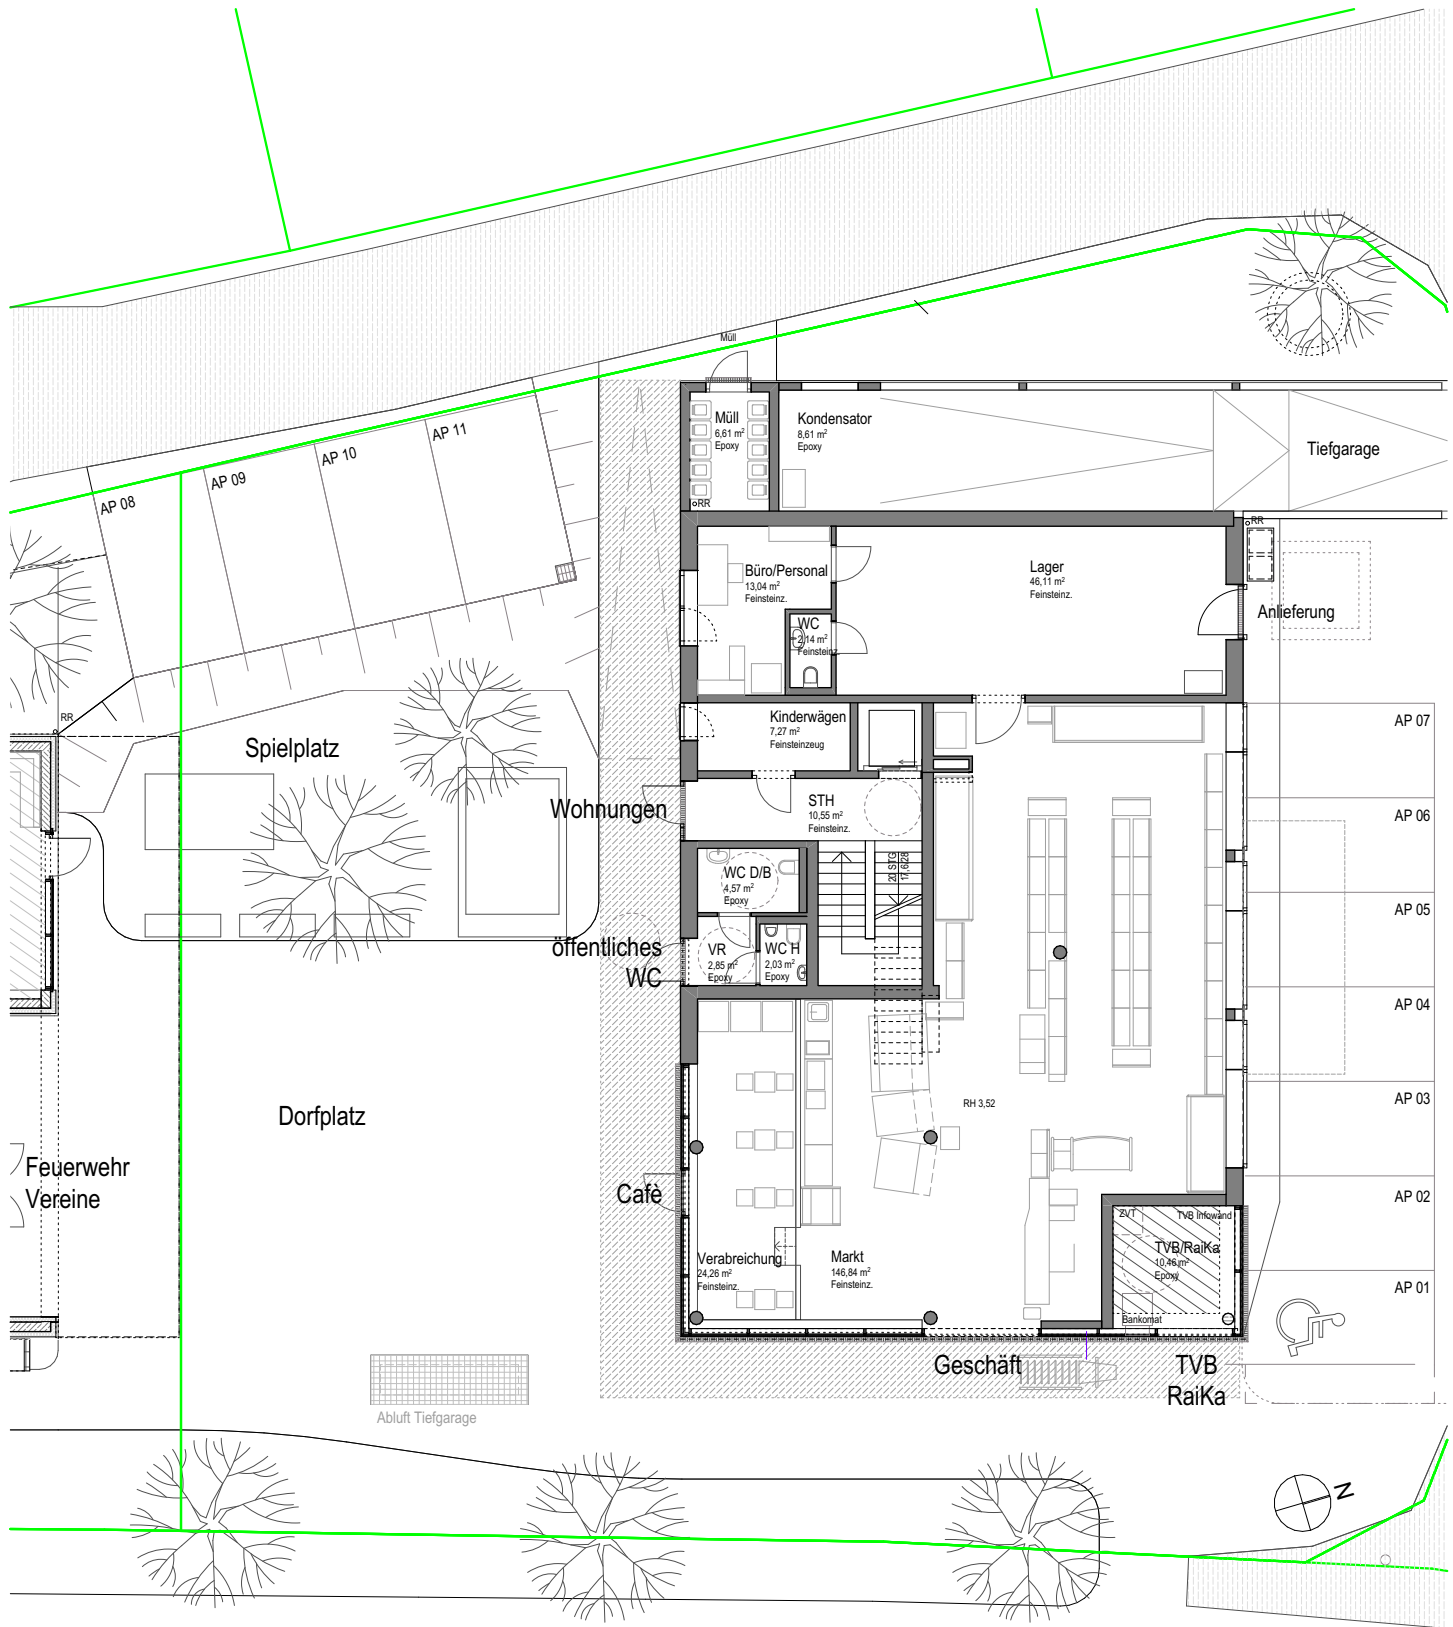 Müll
Müll
6,61 m²
Epoxy
RR
Kondensator
8,61 m²
Epoxy
Tiefgarage
AP 11
AP 10
AP 09
AP 08
RR
Büro/Personal
13,04 m²
Feinsteinz.
Lager
46,11 m²
Feinsteinz.
Anlieferung
WC
2,14 m²
Feinsteinz.
RR
Spielplatz
Kinderwägen
7,27 m²
Feinsteinzeug
AP 07
Wohnungen
STH
10,55 m²
Feinsteinz.
AP 06
20 STG
17,6/28
WC D/B
4,57 m²
Epoxy
AP 05
öffentliches
WC
VR
2,85 m²
Epoxy
WC H
2,03 m²
Epoxy
AP 04
Dorfplatz
RH 3,52
AP 03
Feuerwehr
Vereine
Cafè
AP 02
ZVT
TVB Infowand
TVB/RaiKa
10,46 m²
Epoxy
Verabreichung
24,26 m²
Feinsteinz.
Markt
146,84 m²
Feinsteinz.
AP 01
Bankomat
Geschäft
TVB
RaiKa
Abluft Tiefgarage
N